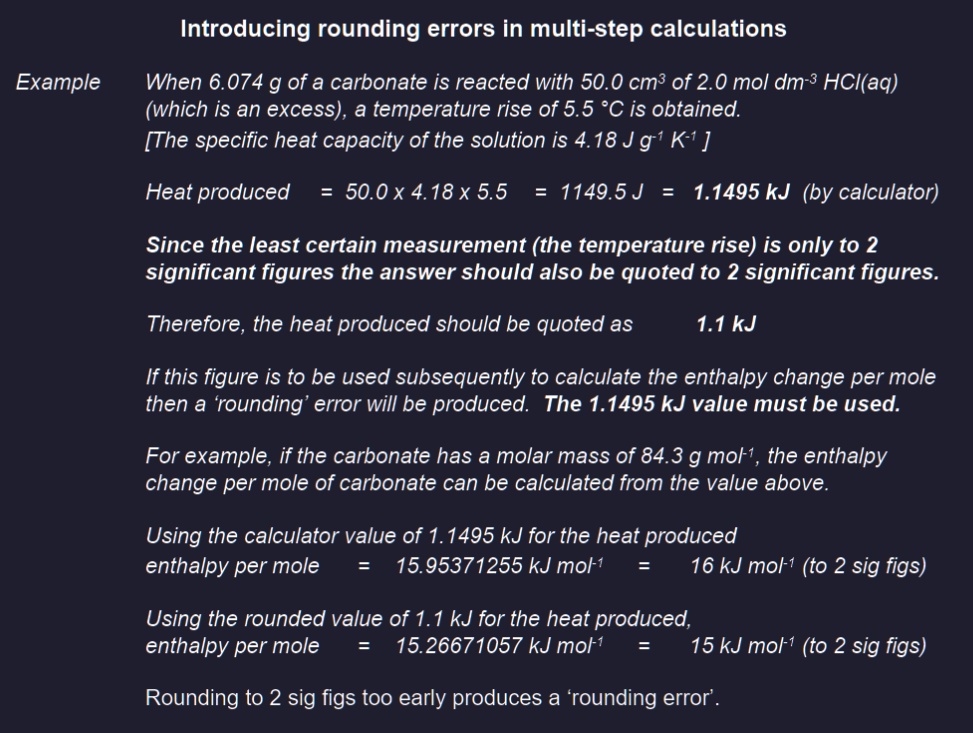 Introducing rounding errors in multi-step calculations
Example When 6.074 g of a carbonate is reacted with 50.0 cm³ of 2.0 mol dm⁻³ HCl(aq)
(which is an excess), a temperature rise of 5.5 °C is obtained.
[The specific heat capacity of the solution is 4.18 J g⁻¹ K⁻¹ ]
Heat produced = 50.0 x 4.18 x 5.5 = 1149.5 J = 1.1495 kJ (by calculator)
Since the least certain measurement (the temperature rise) is only to 2
significant figures the answer should also be quoted to 2 significant figures.
Therefore, the heat produced should be quoted as 1.1 kJ
If this figure is to be used subsequently to calculate the enthalpy change per mole
then a ‘rounding’ error will be produced. The 1.1495 kJ value must be used.
For example, if the carbonate has a molar mass of 84.3 g mol⁻¹, the enthalpy
change per mole of carbonate can be calculated from the value above.
Using the calculator value of 1.1495 kJ for the heat produced
enthalpy per mole = 15.95371255 kJ mol⁻¹ = 16 kJ mol⁻¹ (to 2 sig figs)
Using the rounded value of 1.1 kJ for the heat produced,
enthalpy per mole = 15.26671057 kJ mol⁻¹ = 15 kJ mol⁻¹ (to 2 sig figs)
Rounding to 2 sig figs too early produces a ‘rounding error’.